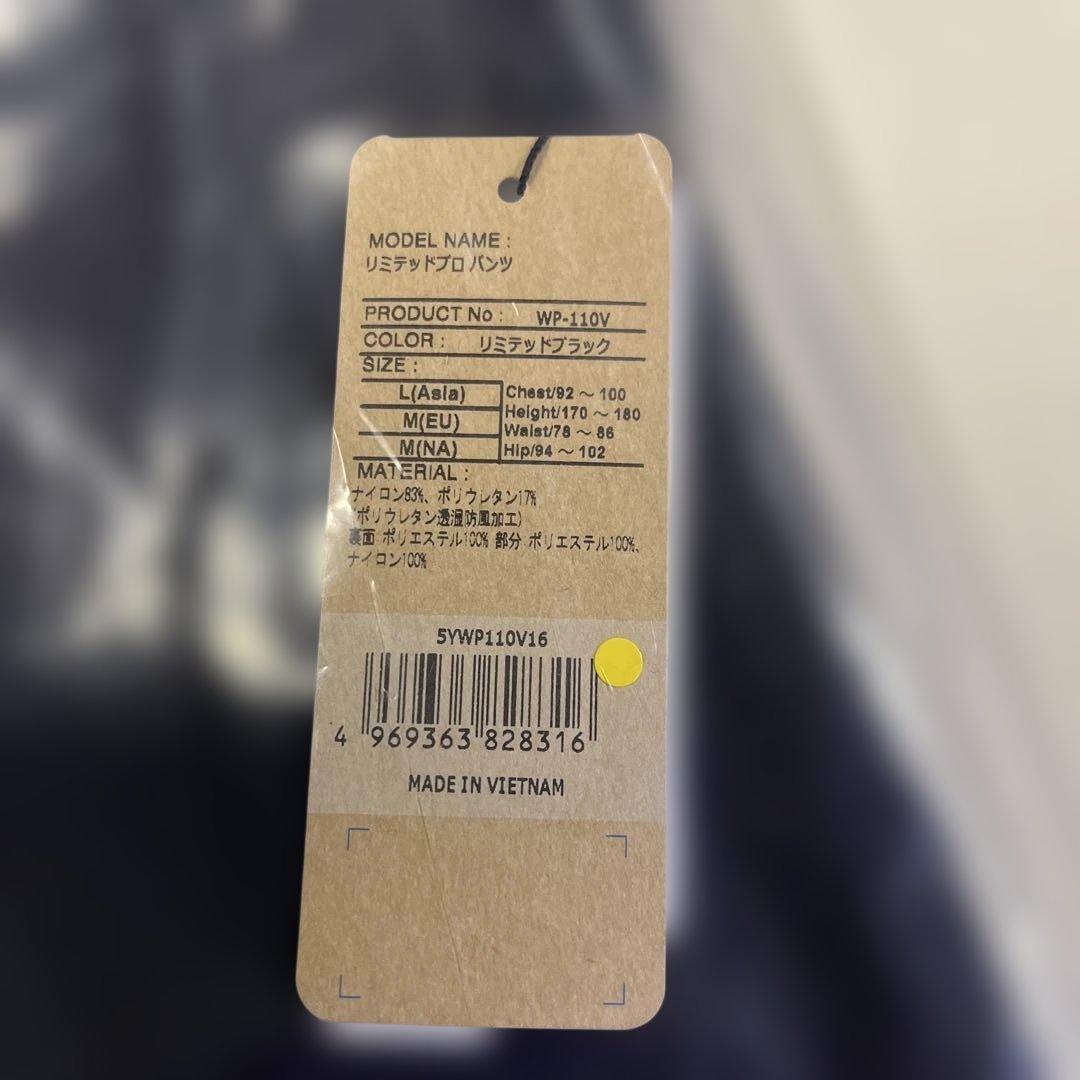 MODEL NAME :
リミテッドプロ パンツ
PRODUCT No : WP-110V
COLOR : リミテッドブラック
SIZE :
L(Asia)
M(EU)
M(NA)
Chest/92 ～ 100
Height/170 ～ 180
Waist/78 ～ 86
Hip/94 ～ 102
MATERIAL :
ナイロン83%、ポリウレタン17%
(ポリウレタン透湿防風加工)
裏面:ポリエステル100% 部分:ポリエステル100%、
ナイロン100%
5YWP110V16
4 969363 828316
MADE IN VIETNAM